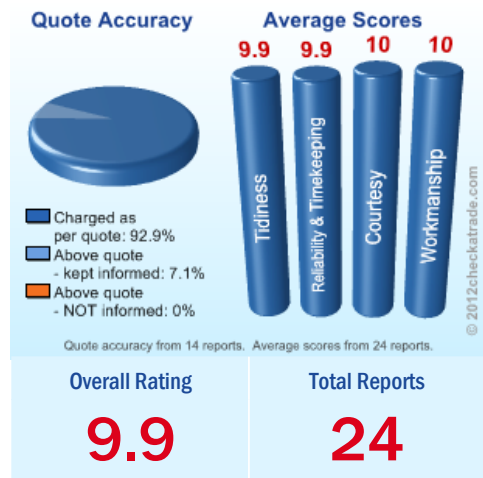 Quote Accuracy
Charged as
per quote: 92.9%
Above quote
- kept informed: 7.1%
Above quote
- NOT informed: 0%
Average Scores
9.9 9.9 10 10
Tidiness
Reliability & Timekeeping
Courtesy
Workmanship
© 2012checkatrade.com
Quote accuracy from 14 reports. Average scores from 24 reports.
Overall Rating
9.9
Total Reports
24